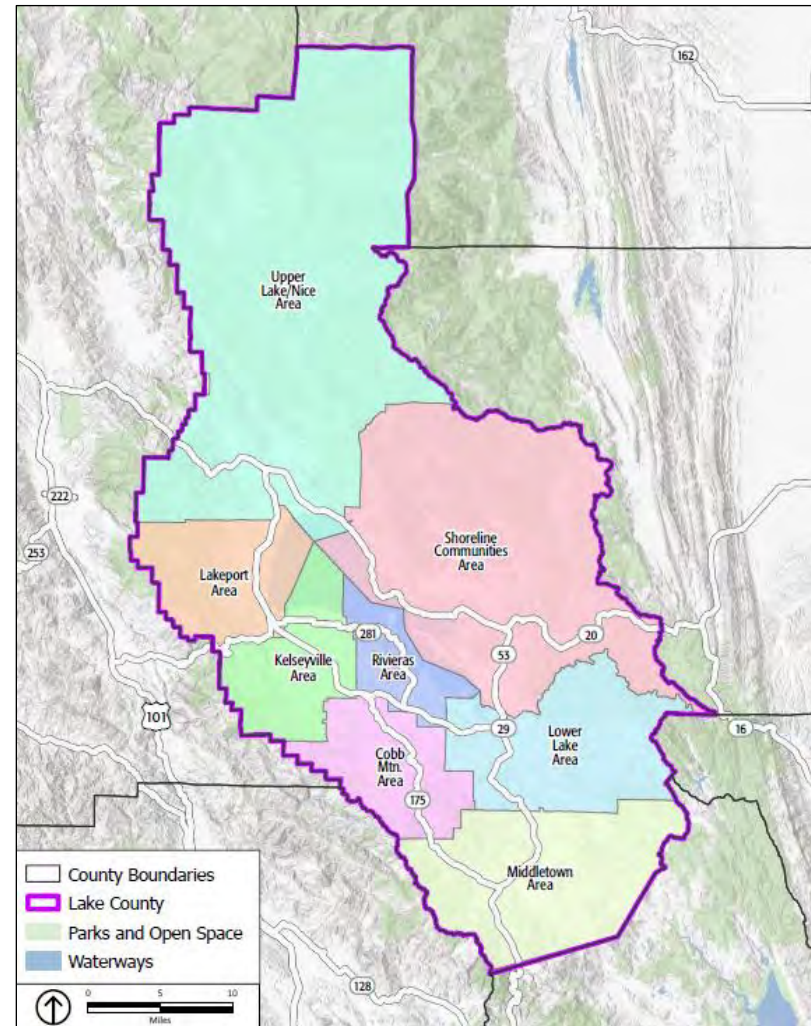 162
Upper
Lake/Nice
Area
222
253
Lakeport
Area
Shoreline
Communities
Area
281
20
53
Kelseyville
Area
Rivieras
Area
101
29
16
Lower
Lake
Area
Cobb
Mtn.
Area
175
Middletown
Area
128
County Boundaries
Lake County
Parks and Open Space
Waterways
0 5 10
Miles